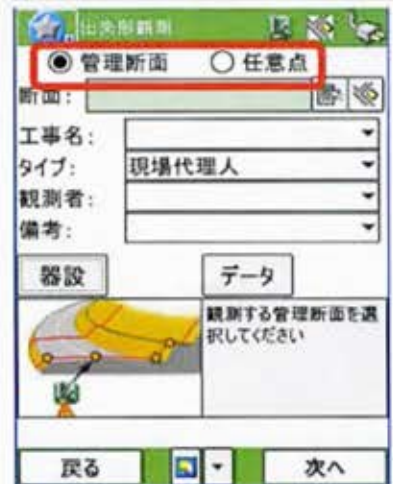 出来形観測
管理断面 任意点
断面:
工事名:
タイプ: 現場代理人
観測者:
備考:
器設 データ
観測する管理断面を選
択してください
戻る 次へ